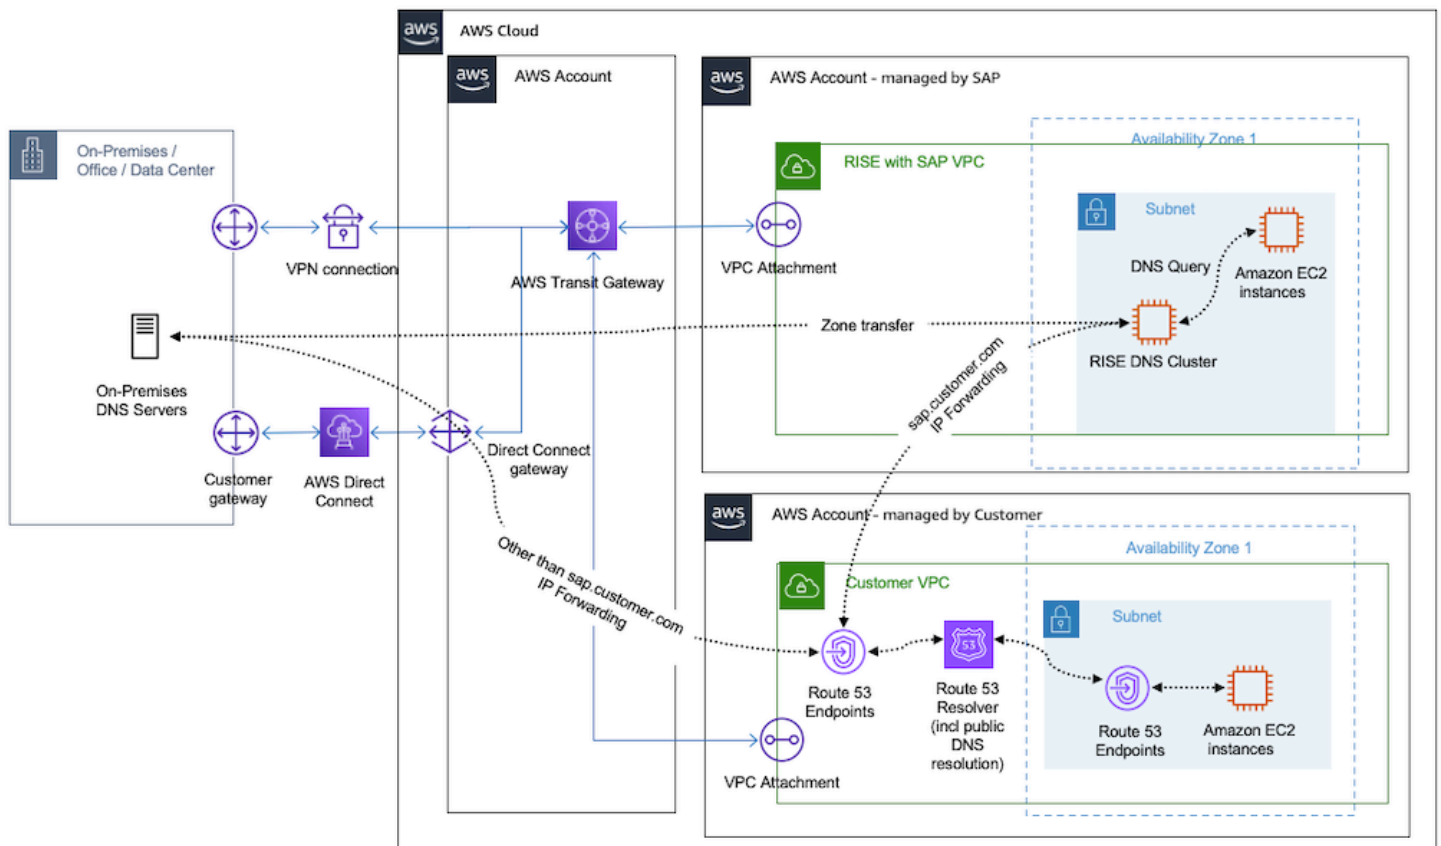 aws
AWS Cloud
aws
AWS Account
aws
AWS Account - managed by SAP
On-Premises /
Office / Data Center
Availability Zone 1
RISE with SAP VPC
Subnet
VPN connection
AWS Transit Gateway
VPC Attachment
DNS Query
Amazon EC2
instances
Zone transfer
RISE DNS Cluster
On-Premises
DNS Servers
sap.customer.com
IP Forwarding
Customer
gateway
AWS Direct
Connect
Direct Connect
gateway
aws
AWS Account - managed by Customer
Other than sap.customer.com
IP Forwarding
Availability Zone 1
Customer VPC
Subnet
53
Route 53
Endpoints
Route 53
Resolver
(incl public
DNS
resolution)
Route 53
Endpoints
Amazon EC2
instances
VPC Attachment